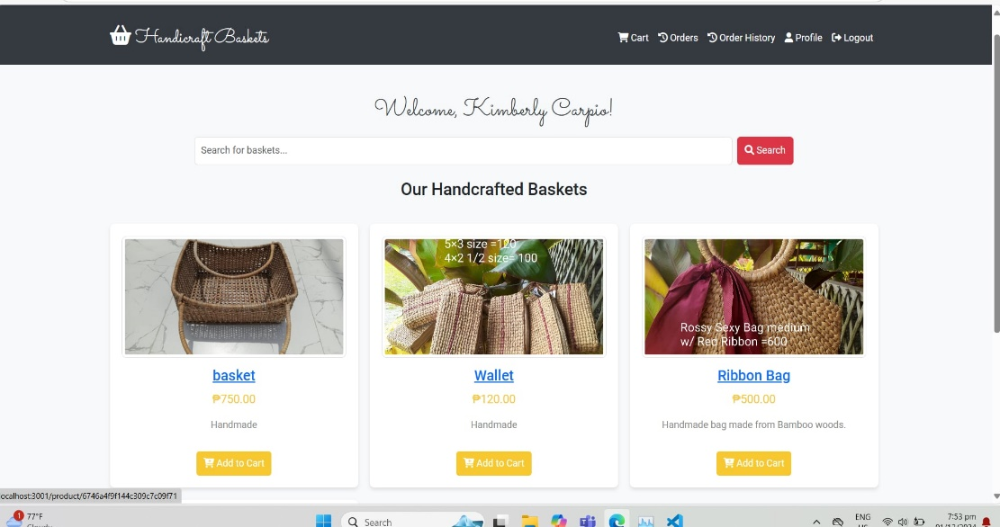 Handicraft Baskets
Cart Orders Order History Profile Logout
Welcome, Kimberly Carpio!
Search for baskets...
Search
Our Handcrafted Baskets
5×3 size =120
4×2 1/2 size= 100
Rossy Sexy Bag medium
w/ Red Ribbon =600
basket
Wallet
Ribbon Bag
₱750.00
₱120.00
₱500.00
Handmade
Handmade
Handmade bag made from Bamboo woods.
Add to Cart
Add to Cart
Add to Cart
ocalhost:3001/product/6746a4f9f144c309c7c09f71
1
77°F
Search
ENG
7:53 pm